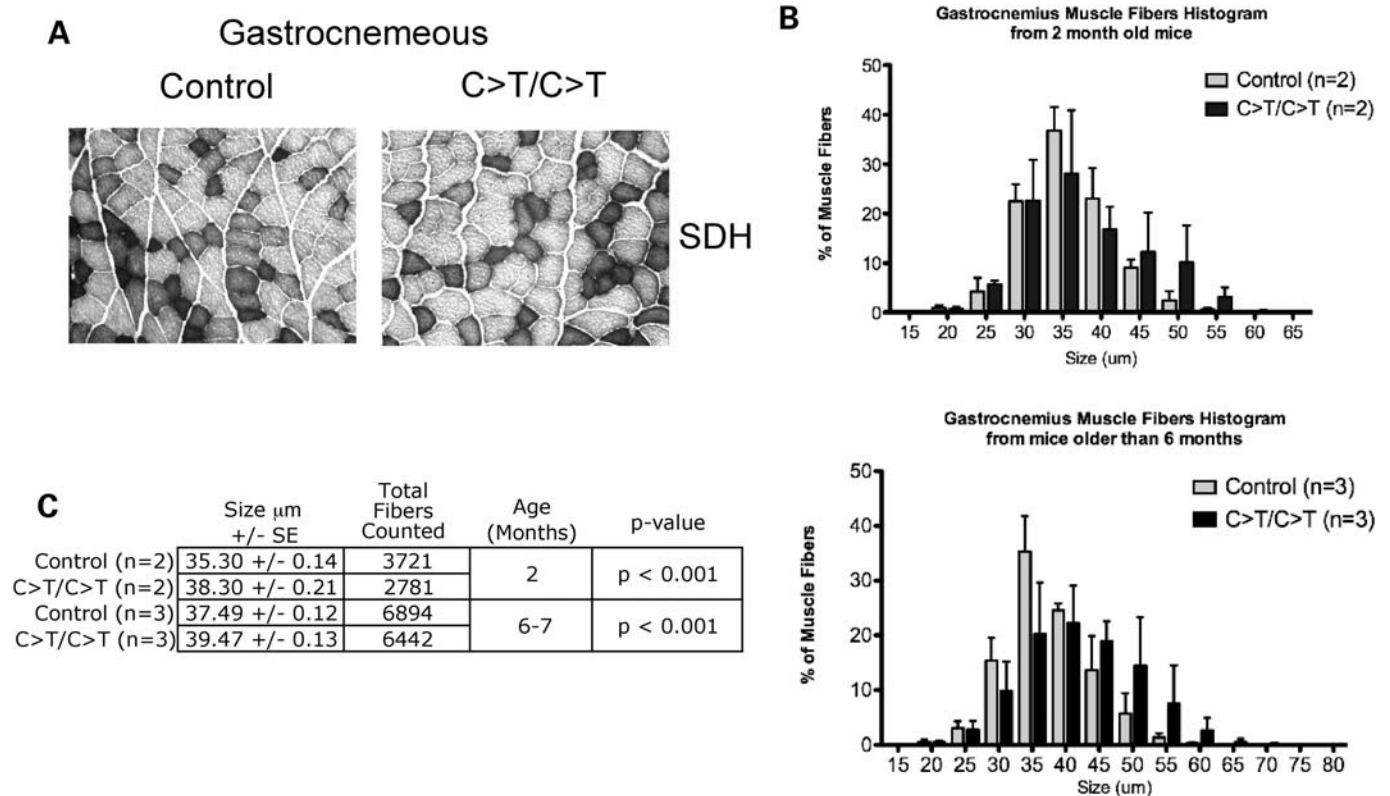 A
Gastrocnemeous
Control
C>T/C>T
SDH
B
Gastrocnemius Muscle Fibers Histogram
from 2 month old mice
Control (n=2)
C>T/C>T (n=2)
% of Muscle Fibers
50
40
30
20
10
0
15 20 25 30 35 40 45 50 55 60 65
Size (um)
Gastrocnemius Muscle Fibers Histogram
from mice older than 6 months
Control (n=3)
C>T/C>T (n=3)
% of Muscle Fibers
50
40
30
20
10
0
15 20 25 30 35 40 45 50 55 60 65 75 80
Size (um)
C
Size μm
+/- SE
Total
Fibers
Counted
Age
(Months)
p-value
Control (n=2) 35.30 +/- 0.14 3721
C>T/C>T (n=2) 38.30 +/- 0.21 2781
2 p < 0.001
Control (n=3) 37.49 +/- 0.12 6894
C>T/C>T (n=3) 39.47 +/- 0.13 6442
6-7 p < 0.001